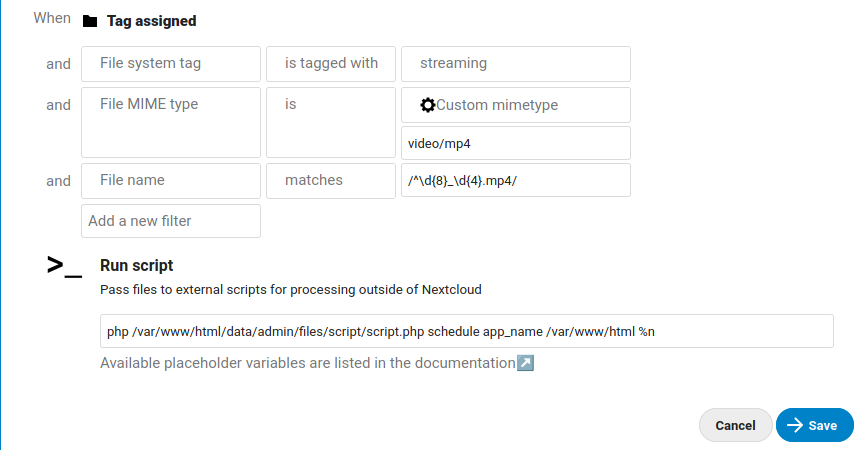 When Tag assigned
and File system tag is tagged with streaming
and File MIME type is Custom mimetype
video/mp4
and File name matches /^\d{8}_\d{4}.mp4/
Add a new filter
>_ Run script
Pass files to external scripts for processing outside of Nextcloud
php /var/www/html/data/admin/files/script/script.php schedule app_name /var/www/html %n
Available placeholder variables are listed in the documentation
Cancel Save